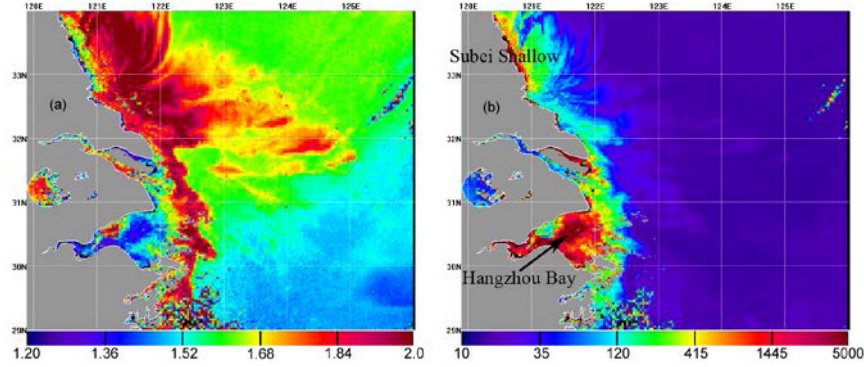 120E 121E 122E 123E 124E 125E
33N
(a)
32N
31N
30N
29N
1.20 1.36 1.52 1.68 1.84 2.0
120E 121E 122E 123E 124E 125E
Subei Shallow
33N
(b)
32N
31N
30N
Hangzhou Bay
29N
10 35 120 415 1445 5000